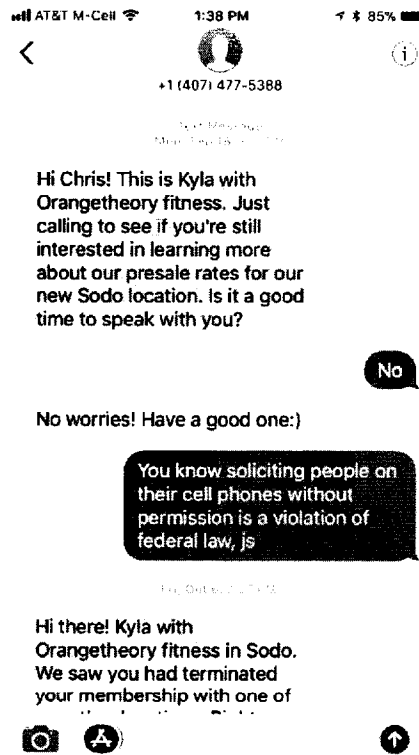 AT&T M-Cell 1:38 PM 85%
+1 (407) 477-5388
Text Message
Hi Chris! This is Kyla with
Orangetheory fitness. Just
calling to see if you're still
interested in learning more
about our presale rates for our
new Sodo location. Is it a good
time to speak with you?
No
No worries! Have a good one:)
You know soliciting people on
their cell phones without
permission is a violation of
federal law, js
Hi there! Kyla with
Orangetheory fitness in Sodo.
We saw you had terminated
your membership with one of